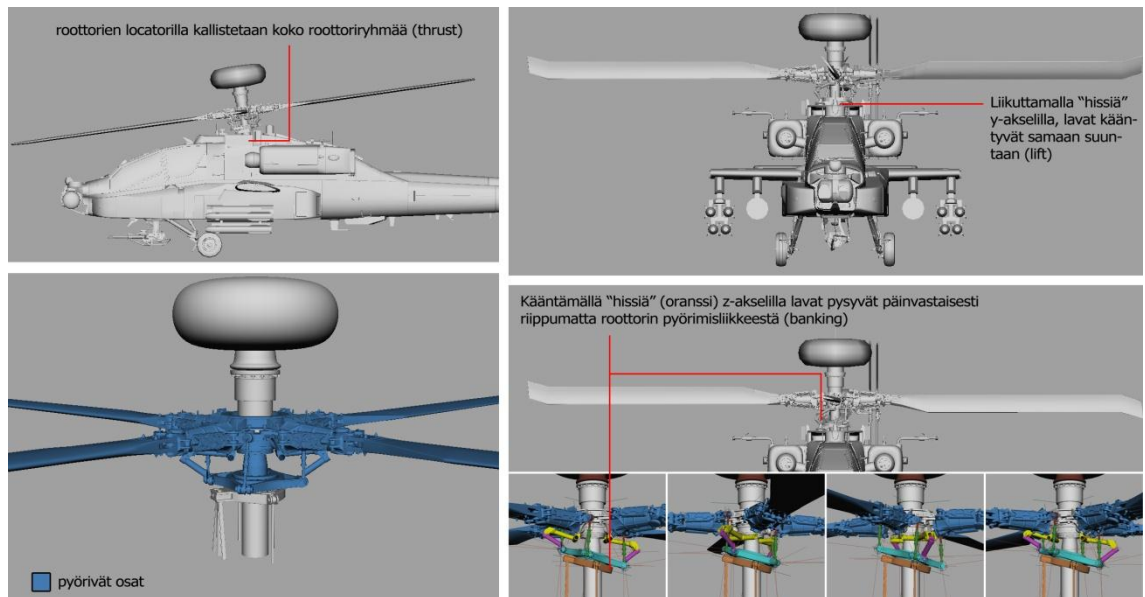 roottorien locatorilla kallistetaan koko roottoriryhmää (thrust)
Liikuttamalla “hissiä”
y-akselilla, lavat kään-
tyvät samaan suun-
taan (lift)
Kääntämällä “hissiä” (oranssi) z-akselilla lavat pysyvät päinvastaisesti
riippumatta roottorin pyörimisliikkeestä (banking)
pyörivät osat